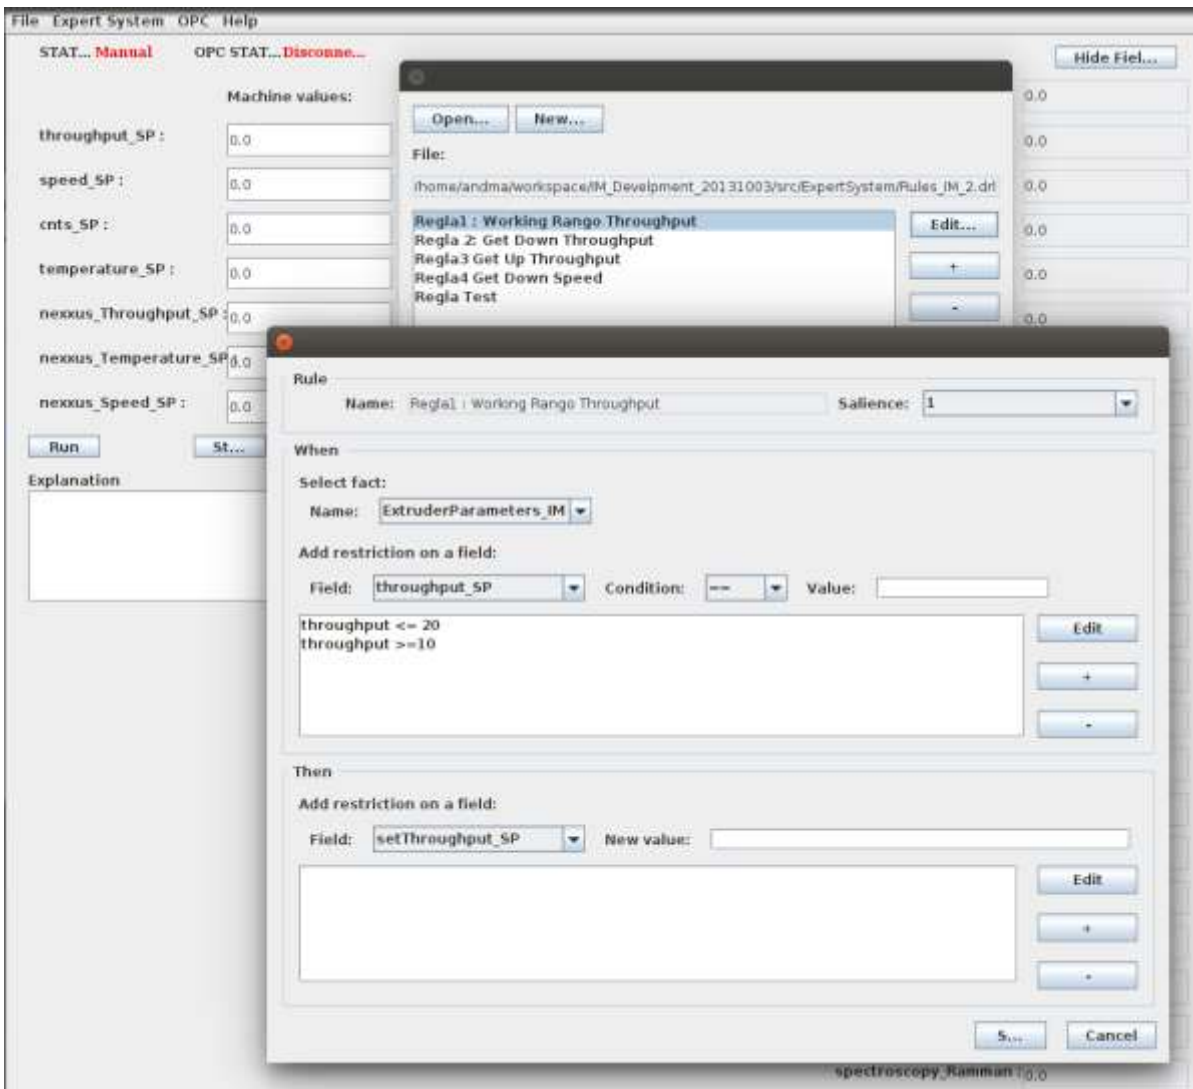 File Expert System OPC Help
STAT... Manual OPC STAT... Disconne... Hide Fiel...
Machine values: 0.0
Open... New...
throughput_SP : 0.0 0.0
File:
speed_SP : 0.0 /home/andma/workspace/IM_Develpment_20131003/src/ExpertSystem/Rules_IM_2.drl 0.0
Regla1 : Working Rango Throughput Edit...
cnts_SP : 0.0 0.0
Regla 2: Get Down Throughput
Regla3 Get Up Throughput
temperature_SP : 0.0 + 0.0
Regla4 Get Down Speed
Regla Test
nexxus_Throughput_SP : 0.0 - 0.0
nexxus_Temperature_SP 0.0
Rule
nexxus_Speed_SP : 0.0
Name: Regla1 : Working Rango Throughput Salience: 1
Run St...
When
Explanation
Select fact:
Name: ExtruderParameters_IM
Add restriction on a field:
Field: throughput_SP Condition: == Value:
throughput <= 20
throughput >=10
Edit
+
-
Then
Add restriction on a field:
Field: setThroughput_SP New value:
Edit
+
-
S... Cancel
spectroscopy_Ramman : 0.0